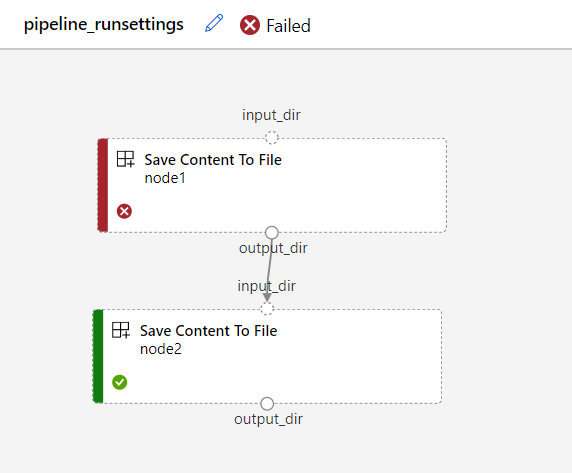 pipeline_runsettings Failed
input_dir
Save Content To File
node1
output_dir
input_dir
Save Content To File
node2
output_dir